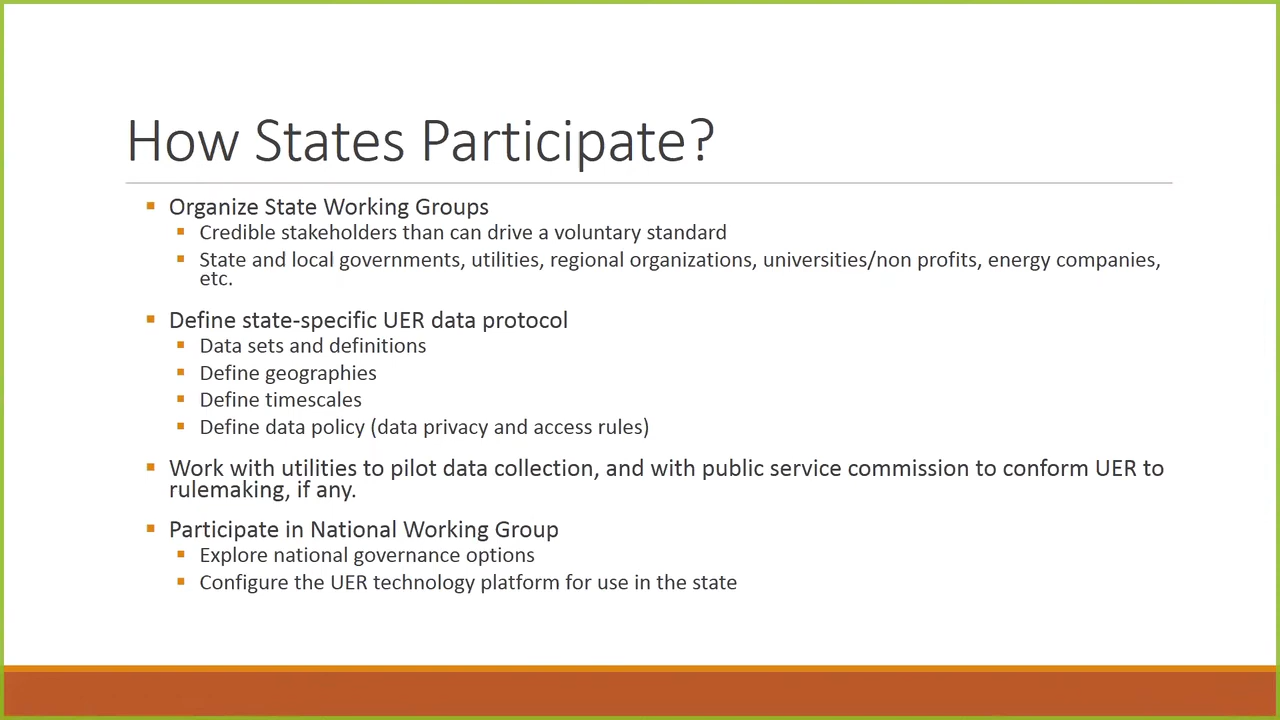 How States Participate?
Organize State Working Groups
Credible stakeholders than can drive a voluntary standard
State and local governments, utilities, regional organizations, universities/non profits, energy companies,
etc.
Define state-specific UER data protocol
Data sets and definitions
Define geographies
Define timescales
Define data policy (data privacy and access rules)
Work with utilities to pilot data collection, and with public service commission to conform UER to
rulemaking, if any.
Participate in National Working Group
Explore national governance options
Configure the UER technology platform for use in the state